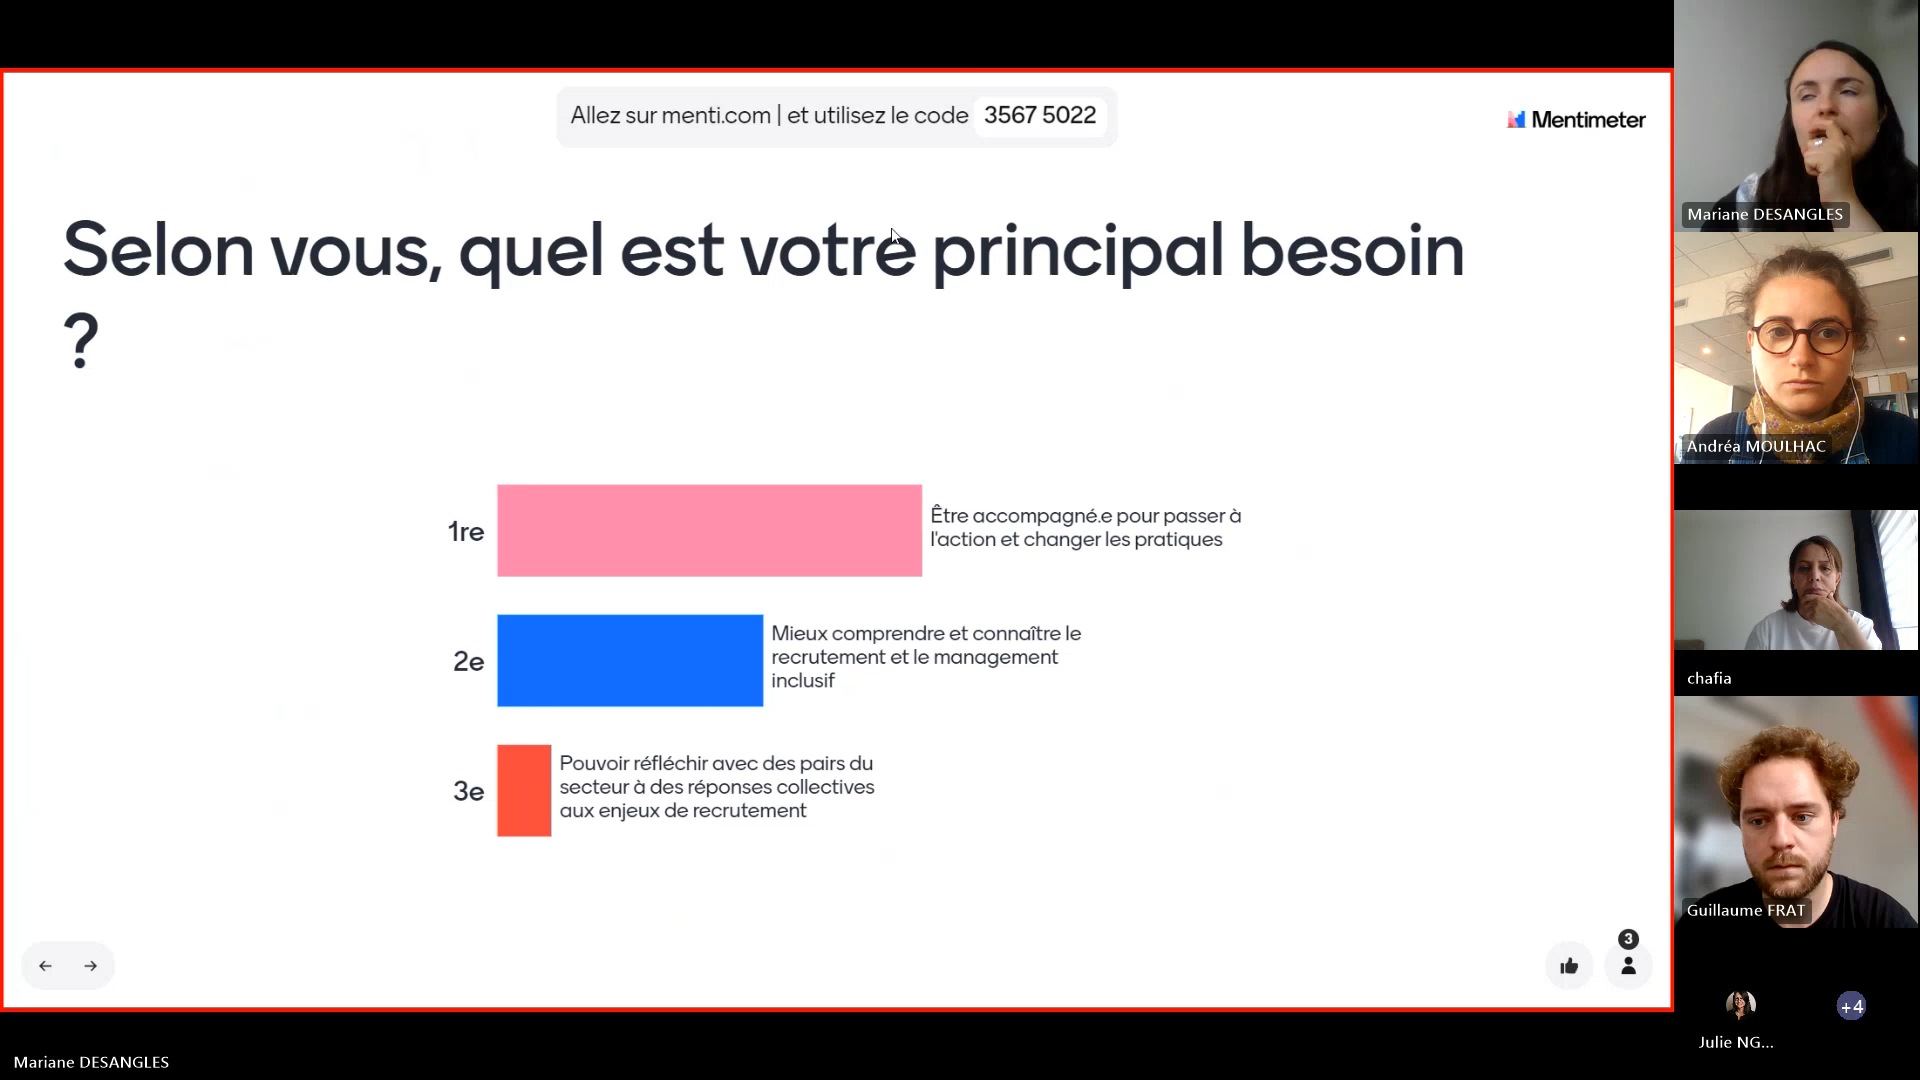 Allez sur menti.com | et utilisez le code 3567 5022
Mentimeter
Selon vous, quel est votre principal besoin
?
1re
Être accompagné.e pour passer à
l'action et changer les pratiques
2e
Mieux comprendre et connaître le
recrutement et le management
inclusif
3e
Pouvoir réfléchir avec des pairs du
secteur à des réponses collectives
aux enjeux de recrutement
3
Mariane DESANGLES
Mariane DESANGLES
Andréa MOULHAC
chafia
Guillaume FRAT
Julie NG...
+4